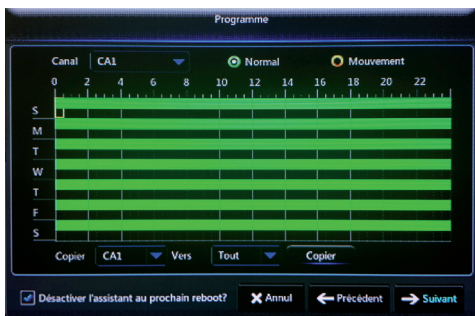 Programme
Canal CA1 Normal Mouvement
0 2 4 6 8 10 12 14 16 18 20 22
S
M
T
W
T
F
S
Copier CA1 Vers Tout Copier
Désactiver l'assistant au prochain reboot? Annul Précédent Suivant